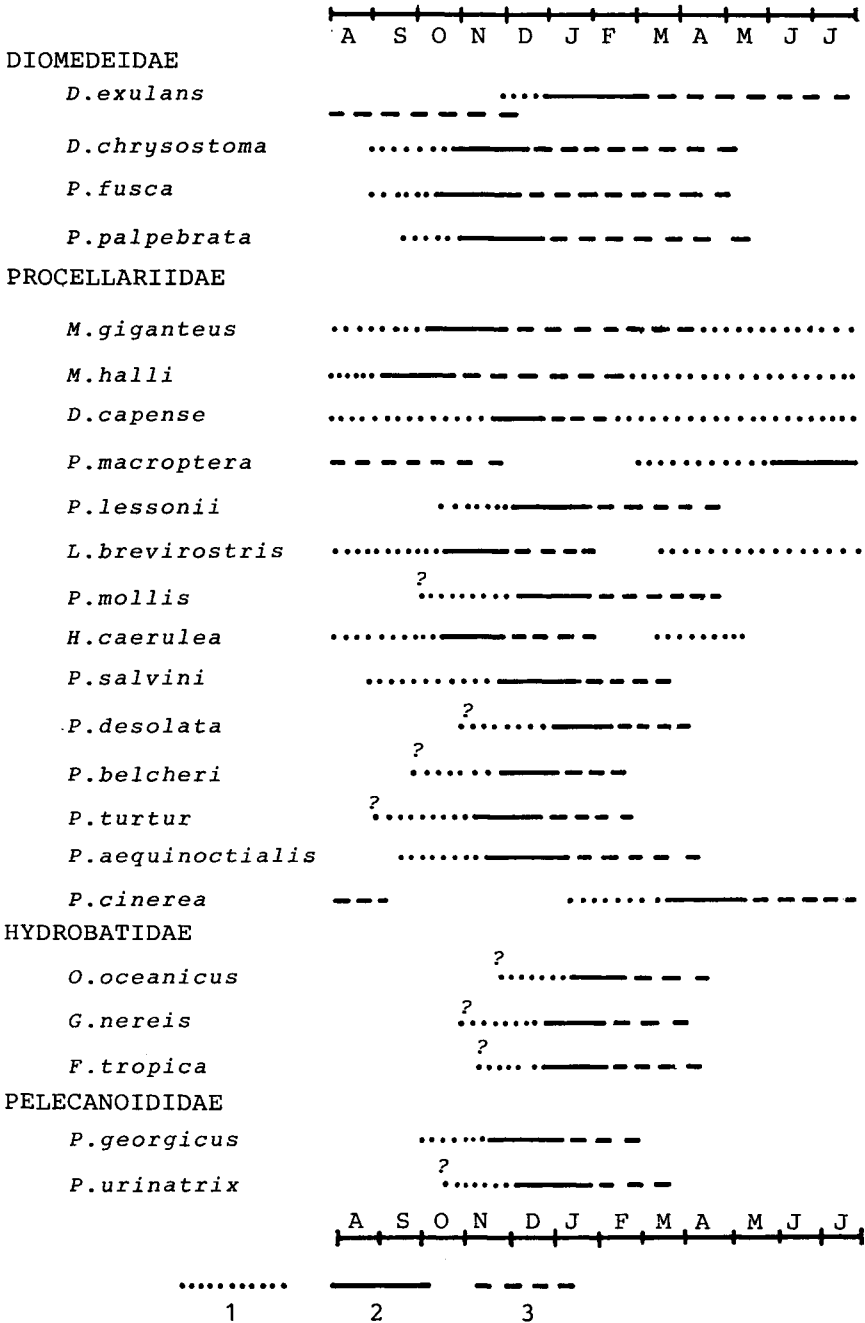 A S O N D J F M A M J J
DIOMEDEIDAE
D.exulans
D.chrysostoma
P.fusca
P.palpebrata
PROCELLARIIDAE
M.giganteus
M.halli
D.capense
P.macroptera
P.lessonii
L.brevirostris
?
P.mollis
H.caerulea
P.salvini
?
P.desolata
?
P.belcheri
?
P.turtur
P.aequinoctialis
P.cinerea
HYDROBATIDAE
?
O.oceanicus
?
G.nereis
?
F.tropica
PELECANOIDIDAE
P.georgicus
?
P.urinatrix
A S O N D J F M A M J J
1 2 3